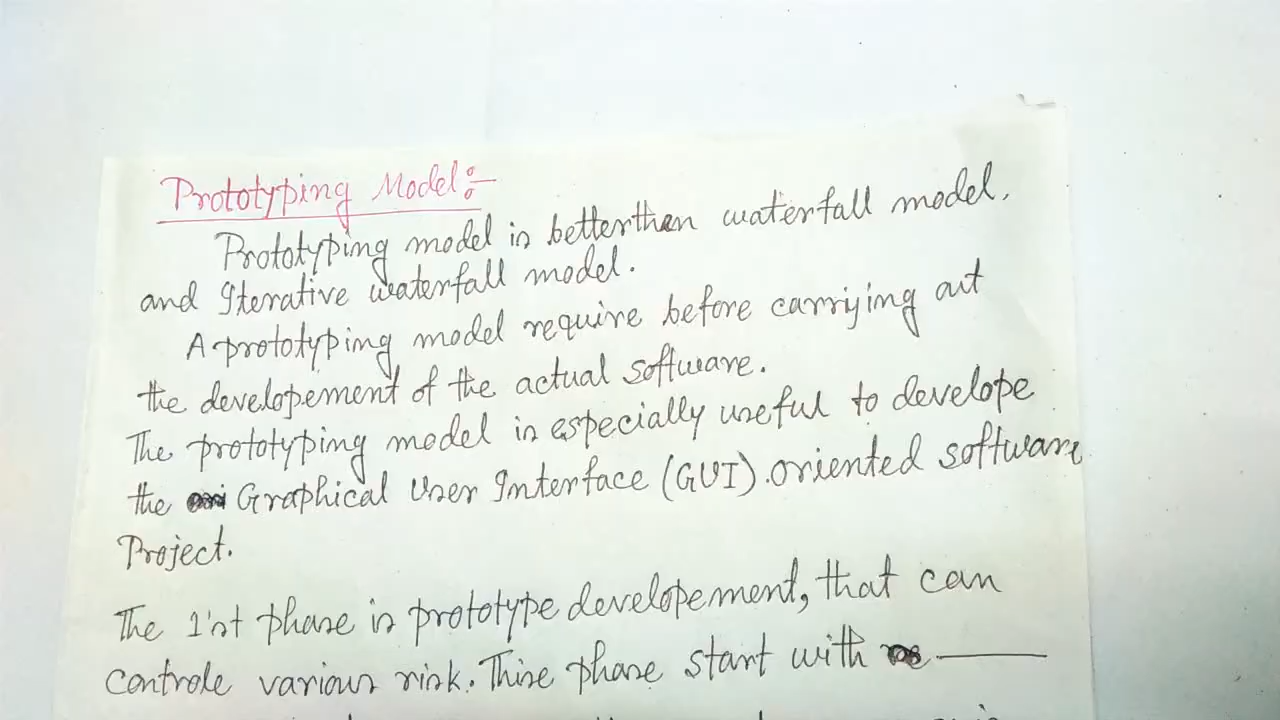 Prototyping Model:-
Prototyping model is betterthen waterfall model.
and Iterative waterfall model.
A prototyping model require before carriying out
the developement of the actual software.
The prototyping model is especially useful to develope
the Graphical User Interface (GUI).oriented software
Project.
The 1'st phase is prototype developement, that can
controle various risk. Thise phase start with